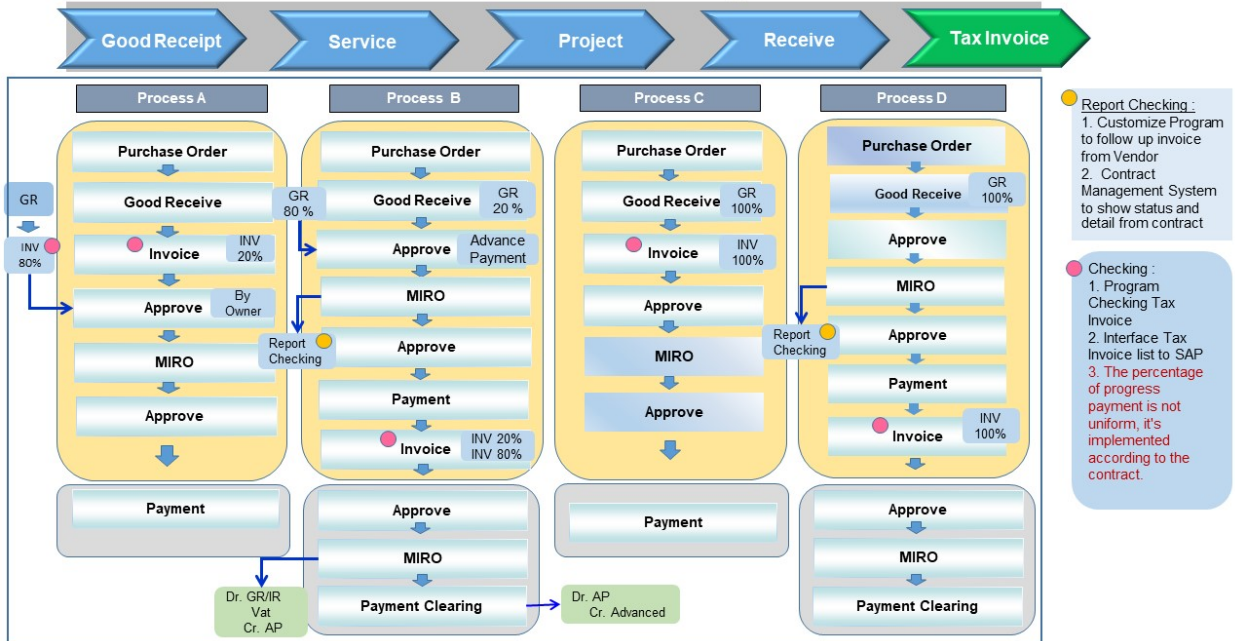 Good Receipt
Service
Project
Receive
Tax Invoice
Process A
Purchase Order
Good Receive
GR
INV
80%
Invoice
INV
20%
Approve
By
Owner
MIRO
Approve
Payment
Process B
Purchase Order
GR
80 %
Good Receive
GR
20 %
Approve
Advance
Payment
MIRO
Report
Checking
Approve
Payment
Invoice
INV 20%
INV 80%
Approve
MIRO
Dr. GR/IR
Vat
Cr. AP
Payment Clearing
Dr. AP
Cr. Advanced
Process C
Purchase Order
Good Receive
GR
100%
Invoice
INV
100%
Approve
MIRO
Approve
Payment
Process D
Purchase Order
Good Receive
GR
100%
Approve
MIRO
Report
Checking
Approve
Payment
Invoice
INV
100%
Approve
MIRO
Payment Clearing
Report Checking :
1. Customize Program
to follow up invoice
from Vendor
2. Contract
Management System
to show status and
detail from contract
Checking :
1. Program
Checking Tax
Invoice
2. Interface Tax
Invoice list to SAP
3. The percentage
of progress
payment is not
uniform, it's
implemented
according to the
contract.